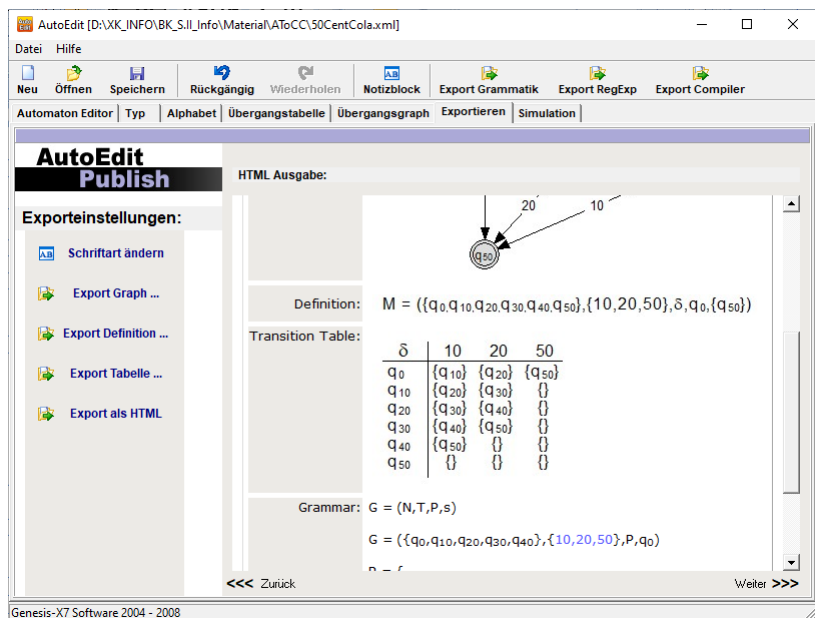 AutoEdit [D:\XK_INFO\BK_S.II_Info\Material\AToCC\50CentCola.xml]
Datei Hilfe
Neu Öffnen Speichern Rückgängig Wiederholen Notizblock Export Grammatik Export RegExp Export Compiler
Automaton Editor Typ Alphabet Übergangstabelle Übergangsgraph Exportieren Simulation
AutoEdit
Publish
HTML Ausgabe:
Exporteinstellungen:
Schriftart ändern
Export Graph ...
Export Definition ...
Export Tabelle ...
Export als HTML
20 10
q50
Definition: M = ({q0,q10,q20,q30,q40,q50},{10,20,50},δ,q0,{q50})
Transition Table:
δ 10 20 50
q0 {q10} {q20} {q50}
q10 {q20} {q30} {}
q20 {q30} {q40} {}
q30 {q40} {q50} {}
q40 {q50} {} {}
q50 {} {} {}
Grammar: G = (N,T,P,s)
G = ({q0,q10,q20,q30,q40},{10,20,50},P,q0)
P = {
<<< Zurück Weiter >>>
Genesis-X7 Software 2004 - 2008